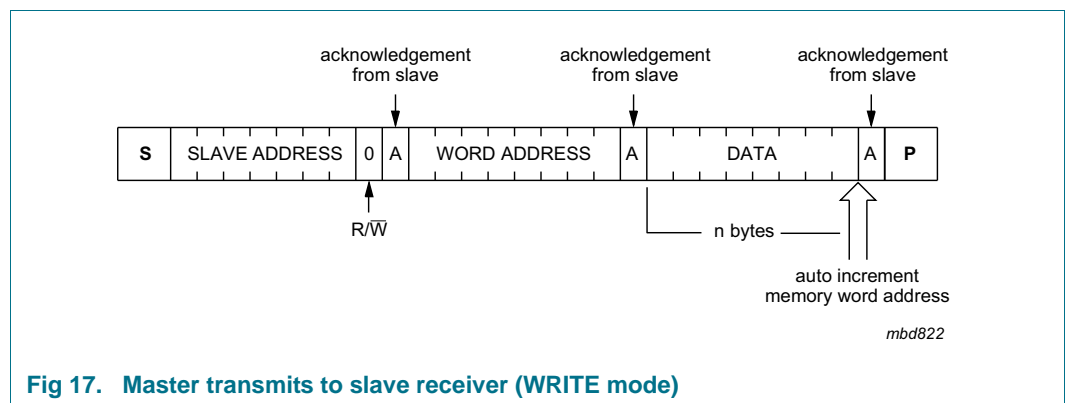 acknowledgement
from slave
acknowledgement
from slave
acknowledgement
from slave
S SLAVE ADDRESS 0 A WORD ADDRESS A DATA A P
R/W̅
n bytes
auto increment
memory word address
mbd822
Fig 17. Master transmits to slave receiver (WRITE mode)